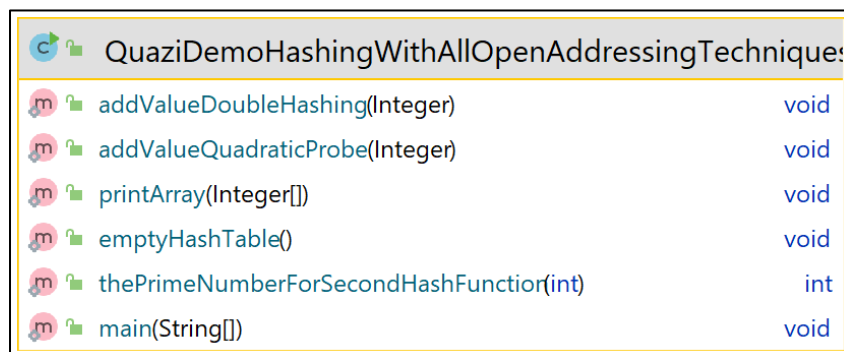 C QuaziDemoHashingWithAllOpenAddressingTechniques
m addValueDoubleHashing(Integer) void
m addValueQuadraticProbe(Integer) void
m printArray(Integer[]) void
m emptyHashTable() void
m thePrimeNumberForSecondHashFunction(int) int
m main(String[]) void